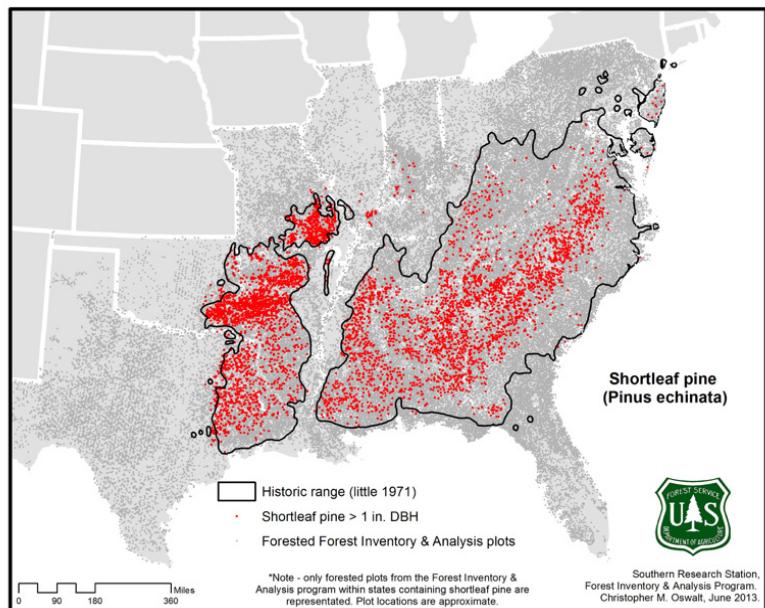 Shortleaf pine
(Pinus echinata)
Historic range (little 1971)
Shortleaf pine > 1 in. DBH
Forested Forest Inventory & Analysis plots
FOREST SERVICE
U S
DEPARTMENT OF AGRICULTURE
Miles
0 45 90 180 360
*Note - only forested plots from the Forest Inventory &
Analysis program within states containing shortleaf pine are
represented. Plot locations are approximate.
Southern Research Station,
Forest Inventory & Analysis Program.
Christopher M. Oswalt, June 2013.